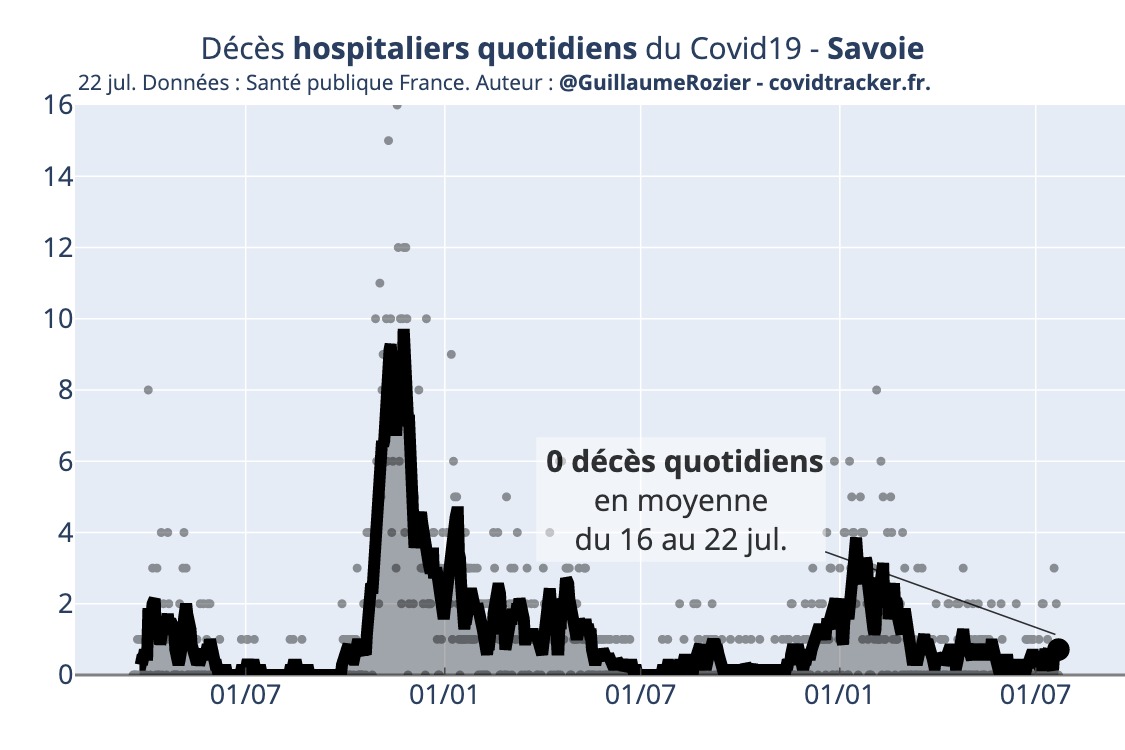 Décès hospitaliers quotidiens du Covid19 - Savoie
22 jul. Données : Santé publique France. Auteur : @GuillaumeRozier - covidtracker.fr.
16
14
12
10
8
6
4
2
0
0 décès quotidiens
en moyenne
du 16 au 22 jul.
01/07 01/01 01/07 01/01 01/07